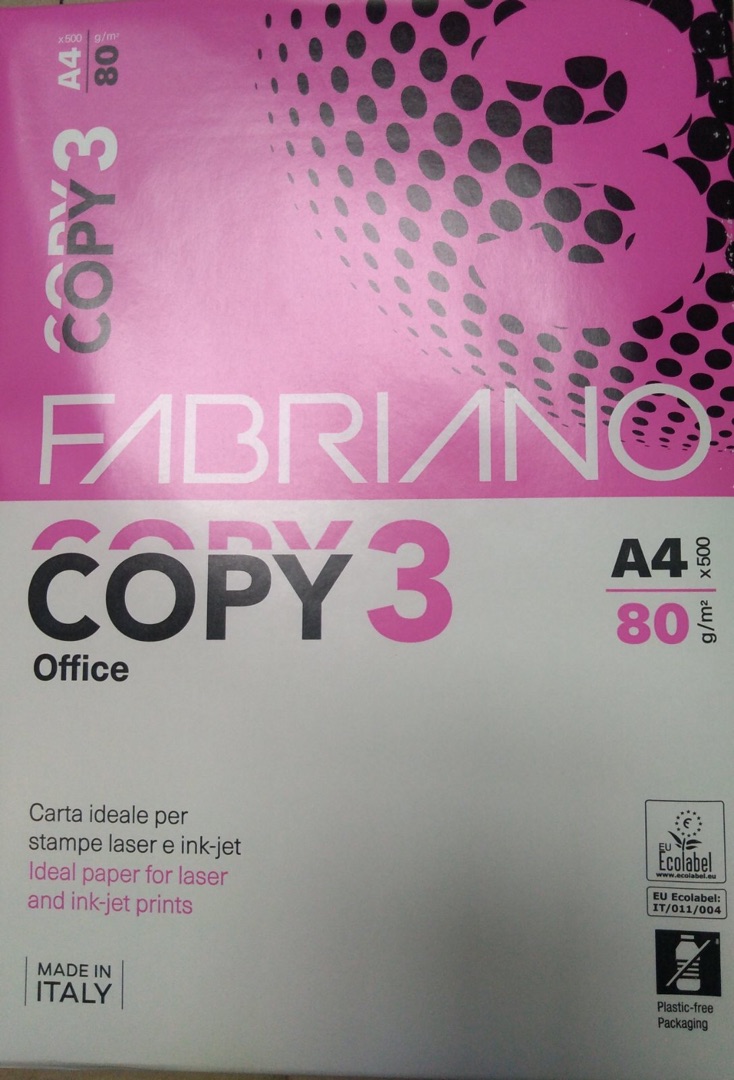 A4 x500
80 g/m²
COPY 3
FABRIANO
COPY 3
Office
A4 x500
80 g/m²
Carta ideale per
stampe laser e ink-jet
Ideal paper for laser
and ink-jet prints
MADE IN
ITALY
EU
Ecolabel
www.ecolabel.eu
EU Ecolabel:
IT/011/004
Plastic-free
Packaging